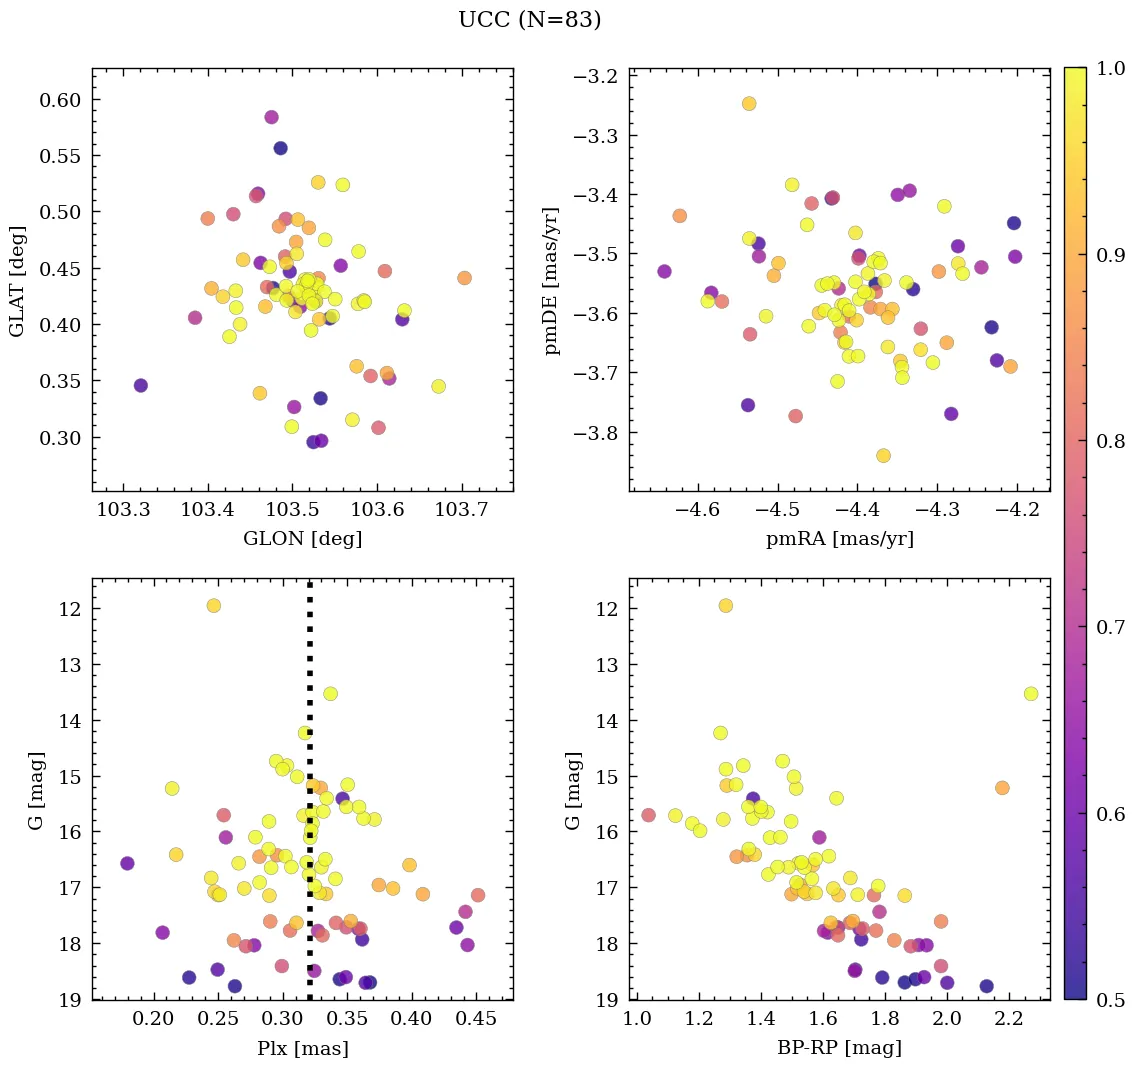 UCC (N=83)
0.60
0.55
0.50
0.45
0.40
0.35
0.30
GLAT [deg]
103.3 103.4 103.5 103.6 103.7
GLON [deg]
−3.2
−3.3
−3.4
−3.5
−3.6
−3.7
−3.8
pmDE [mas/yr]
−4.6 −4.5 −4.4 −4.3 −4.2
pmRA [mas/yr]
12
13
14
15
16
17
18
19
G [mag]
0.20 0.25 0.30 0.35 0.40 0.45
Plx [mas]
12
13
14
15
16
17
18
19
G [mag]
1.0 1.2 1.4 1.6 1.8 2.0 2.2
BP-RP [mag]
1.0
0.9
0.8
0.7
0.6
0.5